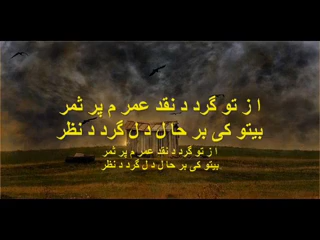 ا ز تو گرد د نقد عمر م پر ثمر
بیتو کی بر حا ل د ل گرد د نظر
ا ز تو گرد د نقد عمر م پر ثمر
بیتو کی بر حا ل د ل گرد د نظر